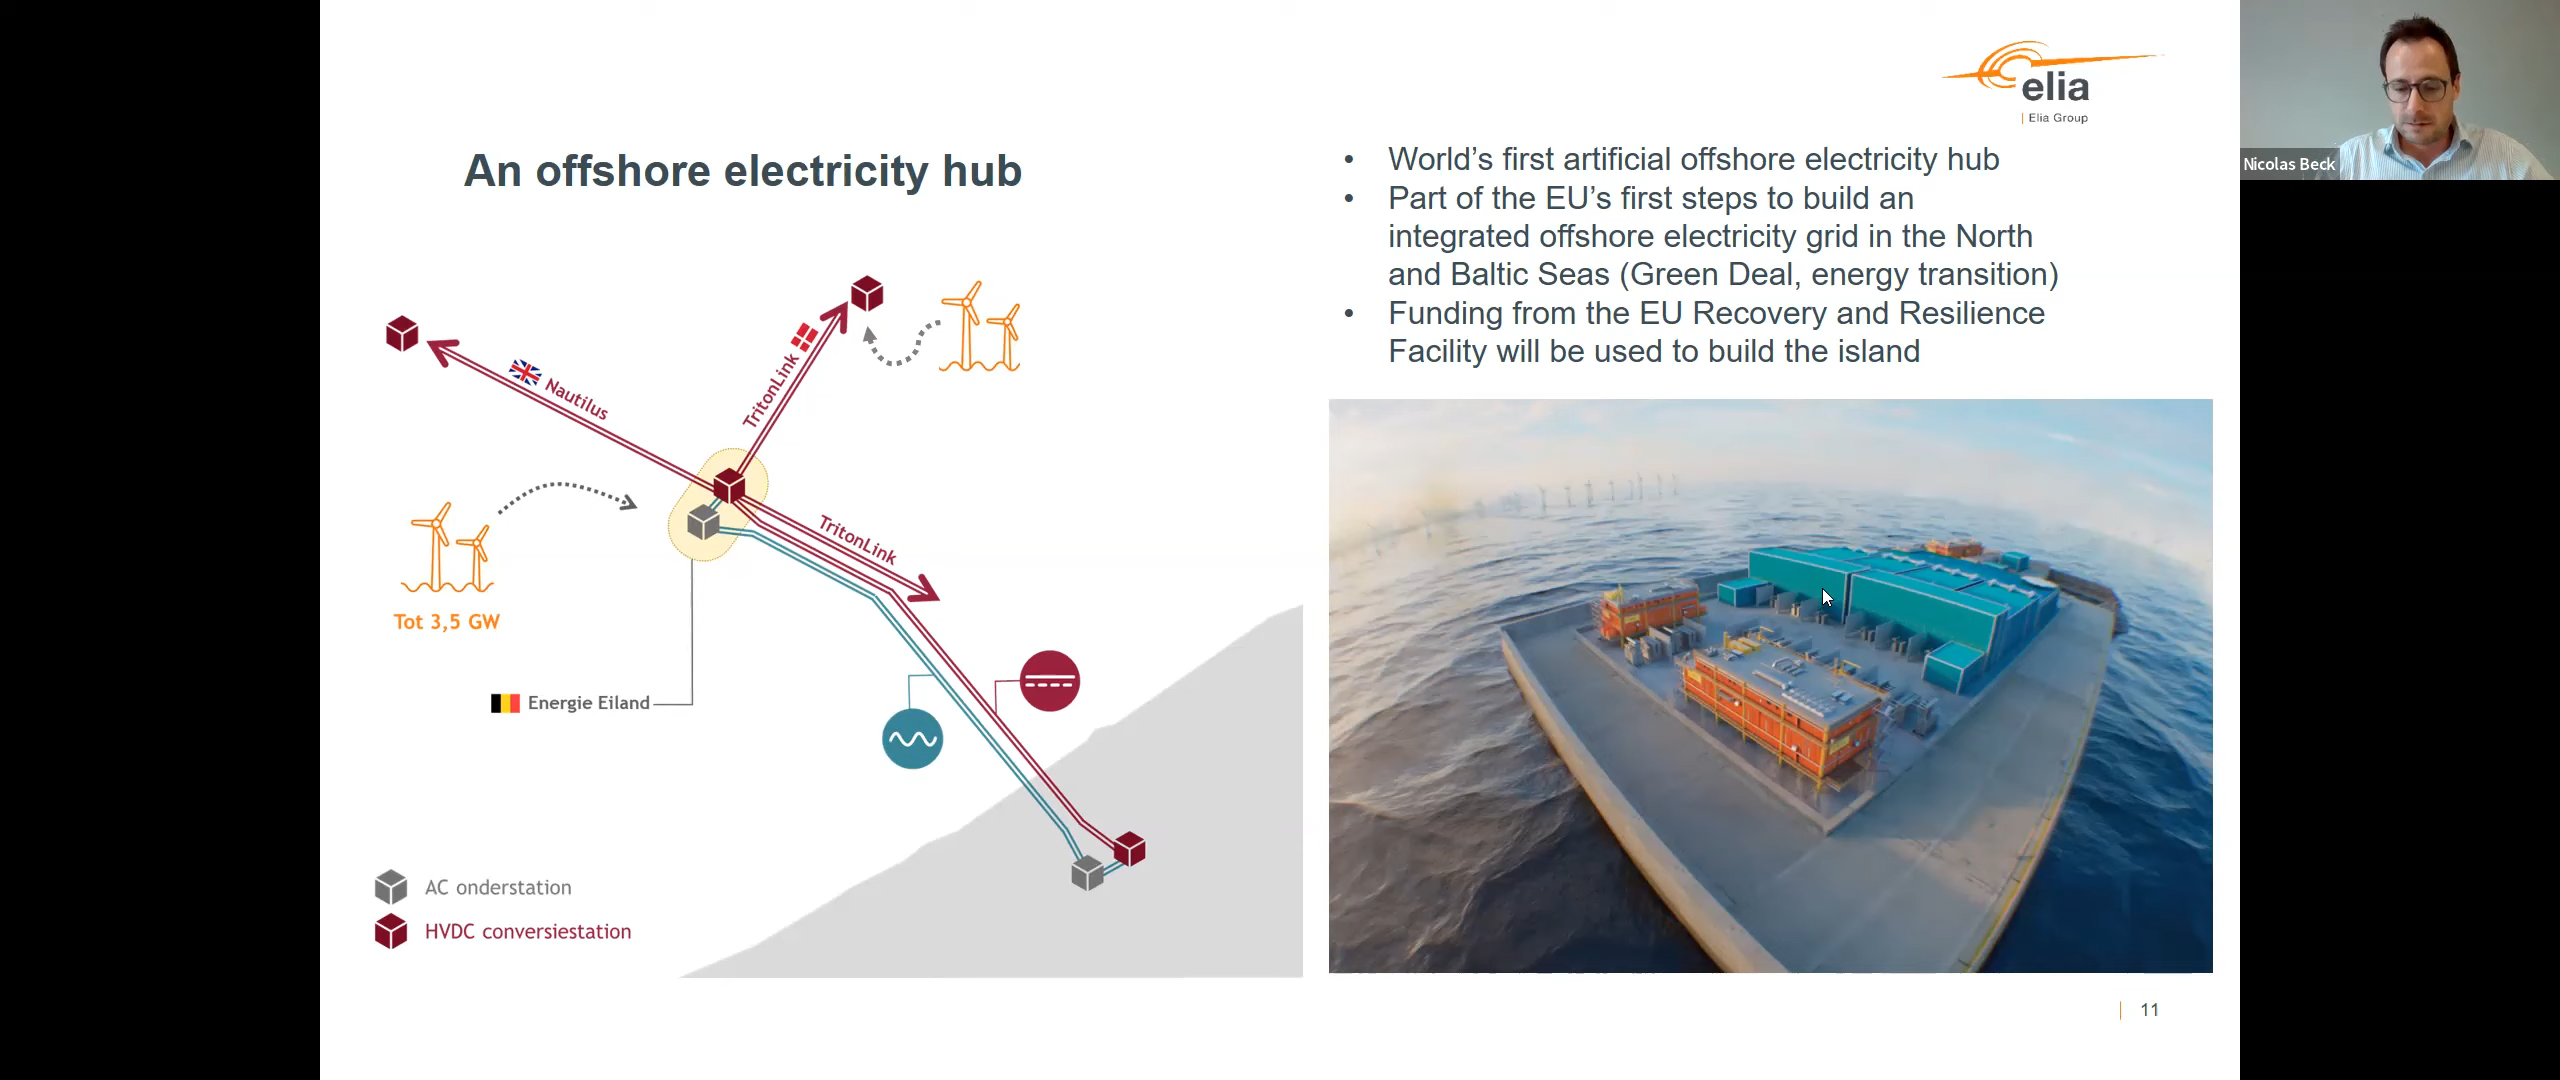 elia
Elia Group
Nicolas Beck
An offshore electricity hub
• World’s first artificial offshore electricity hub
• Part of the EU’s first steps to build an
integrated offshore electricity grid in the North
and Baltic Seas (Green Deal, energy transition)
• Funding from the EU Recovery and Resilience
Facility will be used to build the island
Nautilus
TritonLink
TritonLink
Tot 3,5 GW
Energie Eiland
AC onderstation
HVDC conversiestation
11